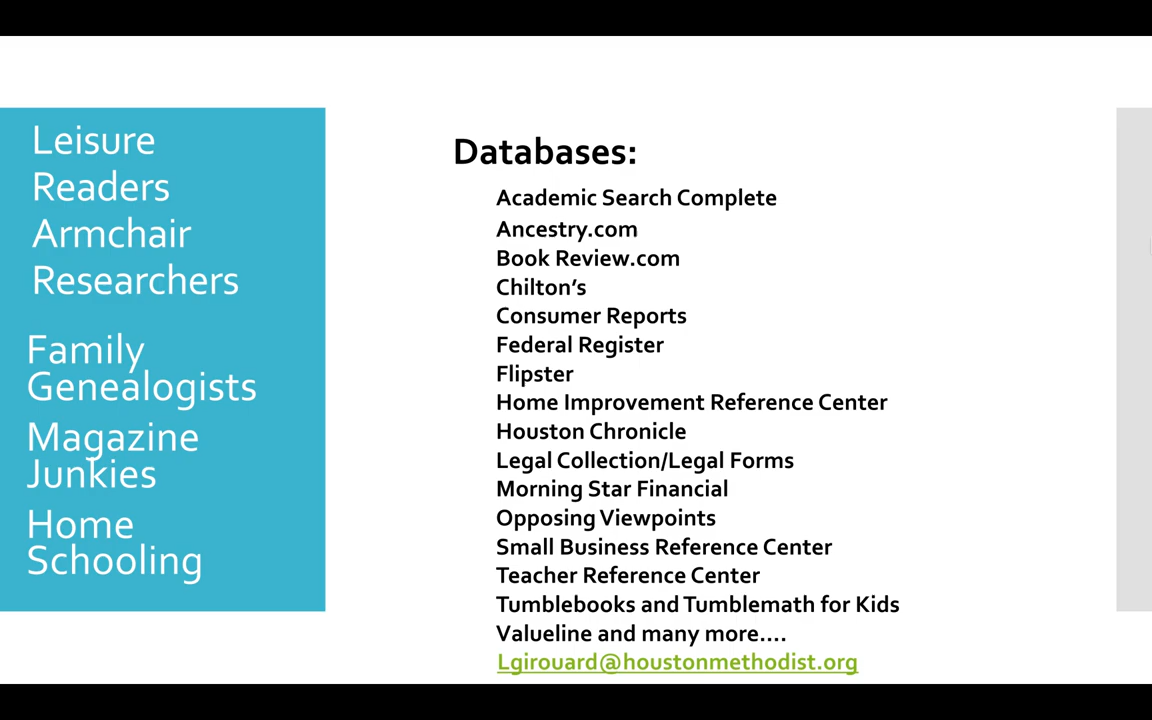 Leisure
Readers
Armchair
Researchers
Family
Genealogists
Magazine
Junkies
Home
Schooling
Databases:
Academic Search Complete
Ancestry.com
Book Review.com
Chilton’s
Consumer Reports
Federal Register
Flipster
Home Improvement Reference Center
Houston Chronicle
Legal Collection/Legal Forms
Morning Star Financial
Opposing Viewpoints
Small Business Reference Center
Teacher Reference Center
Tumblebooks and Tumblemath for Kids
Valueline and many more....
Lgirouard@houstonmethodist.org